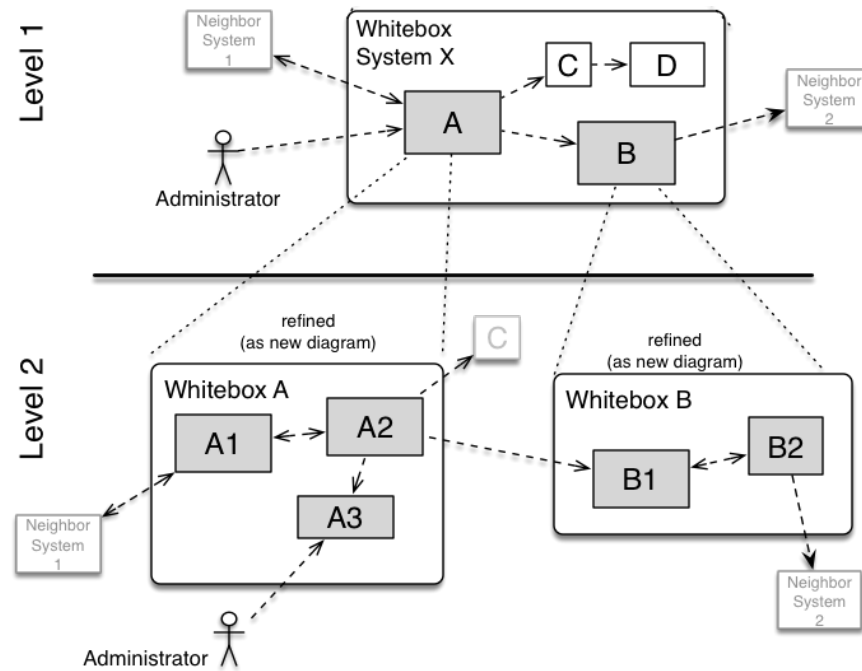 Level 1
Neighbor
System
1
Whitebox
System X
C
D
A
B
Neighbor
System
2
Administrator
Level 2
refined
(as new diagram)
C
refined
(as new diagram)
Whitebox A
A1
A2
A3
Whitebox B
B1
B2
Neighbor
System
1
Neighbor
System
2
Administrator